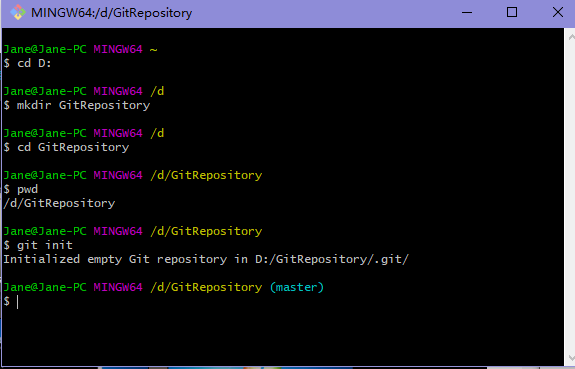 MINGW64:/d/GitRepository
Jane@Jane-PC MINGW64 ~
$ cd D:
Jane@Jane-PC MINGW64 /d
$ mkdir GitRepository
Jane@Jane-PC MINGW64 /d
$ cd GitRepository
Jane@Jane-PC MINGW64 /d/GitRepository
$ pwd
/d/GitRepository
Jane@Jane-PC MINGW64 /d/GitRepository
$ git init
Initialized empty Git repository in D:/GitRepository/.git/
Jane@Jane-PC MINGW64 /d/GitRepository (master)
$